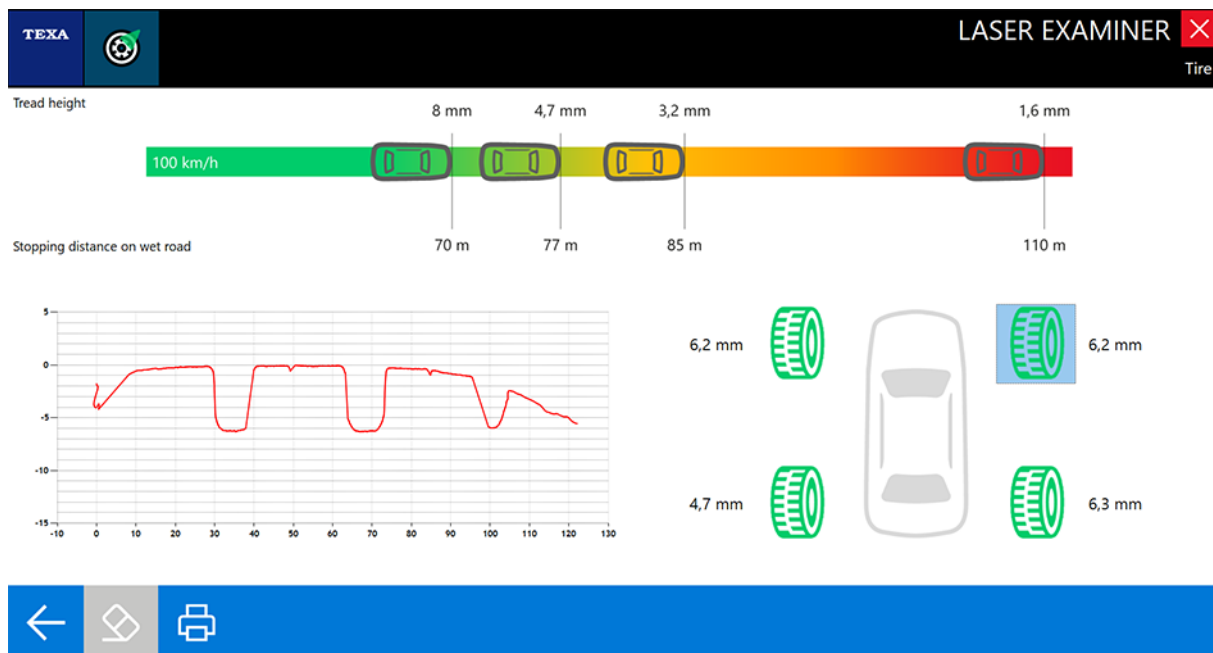 TEXA
LASER EXAMINER
Tire
Tread height
8 mm 4,7 mm 3,2 mm 1,6 mm
100 km/h
Stopping distance on wet road 70 m 77 m 85 m 110 m
5
0
-5
-10
-15
-10 0 10 20 30 40 50 60 70 80 90 100 110 120 130
6,2 mm 6,2 mm
4,7 mm 6,3 mm